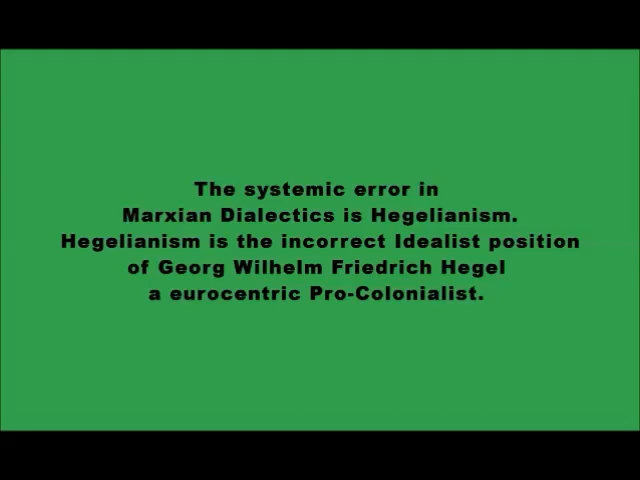 The systemic error in
Marxian Dialectics is Hegelianism.
Hegelianism is the incorrect Idealist position
of Georg Wilhelm Friedrich Hegel
a eurocentric Pro-Colonialist.